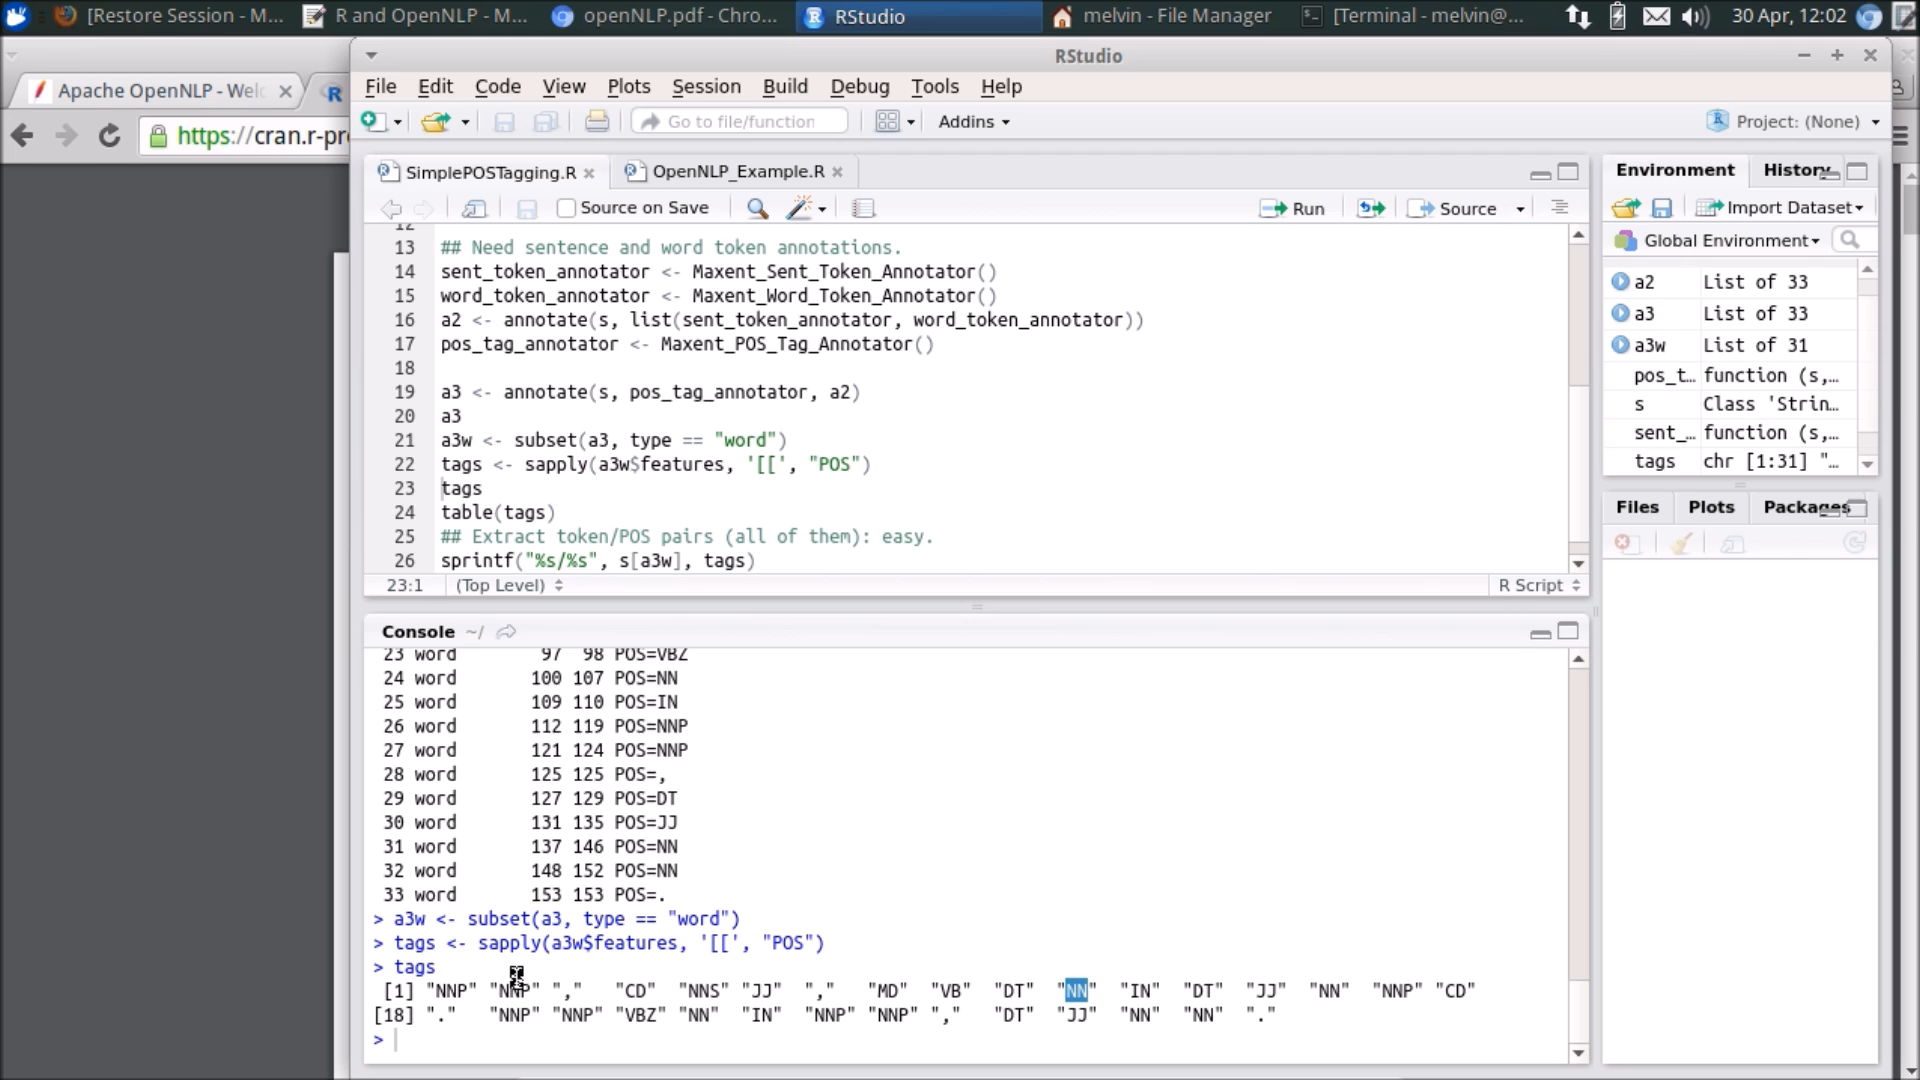 [Restore Session - M... R and OpenNLP - M... openNLP.pdf - Chro... RStudio melvin - File Manager [Terminal - melvin@... 30 Apr, 12:02
RStudio
Apache OpenNLP - Welc
https://cran.r-pr
File Edit Code View Plots Session Build Debug Tools Help
Go to file/function Addins Project: (None)
SimplePOSTagging.R OpenNLP_Example.R
Source on Save Run Source
12
13 ## Need sentence and word token annotations.
14 sent_token_annotator <- Maxent_Sent_Token_Annotator()
15 word_token_annotator <- Maxent_Word_Token_Annotator()
16 a2 <- annotate(s, list(sent_token_annotator, word_token_annotator))
17 pos_tag_annotator <- Maxent_POS_Tag_Annotator()
18
19 a3 <- annotate(s, pos_tag_annotator, a2)
20 a3
21 a3w <- subset(a3, type == "word")
22 tags <- sapply(a3w$features, '[[', "POS")
23 tags
24 table(tags)
25 ## Extract token/POS pairs (all of them): easy.
26 sprintf("%s/%s", s[a3w], tags)
23:1 (Top Level) R Script
Console ~/
23 word 97 98 POS=VBZ
24 word 100 107 POS=NN
25 word 109 110 POS=IN
26 word 112 119 POS=NNP
27 word 121 124 POS=NNP
28 word 125 125 POS=,
29 word 127 129 POS=DT
30 word 131 135 POS=JJ
31 word 137 146 POS=NN
32 word 148 152 POS=NN
33 word 153 153 POS=.
> a3w <- subset(a3, type == "word")
> tags <- sapply(a3w$features, '[[', "POS")
> tags
[1] "NNP" "NNP" "," "CD" "NNS" "JJ" "," "MD" "VB" "DT" "NN" "IN" "DT" "JJ" "NN" "NNP" "CD"
[18] "." "NNP" "NNP" "VBZ" "NN" "IN" "NNP" "NNP" "," "DT" "JJ" "NN" "NN" "."
>
Environment History
Import Dataset
Global Environment
a2 List of 33
a3 List of 33
a3w List of 31
pos_t… function (s,…
s Class 'Strin…
sent_… function (s,…
tags chr [1:31] "…
Files Plots Packages